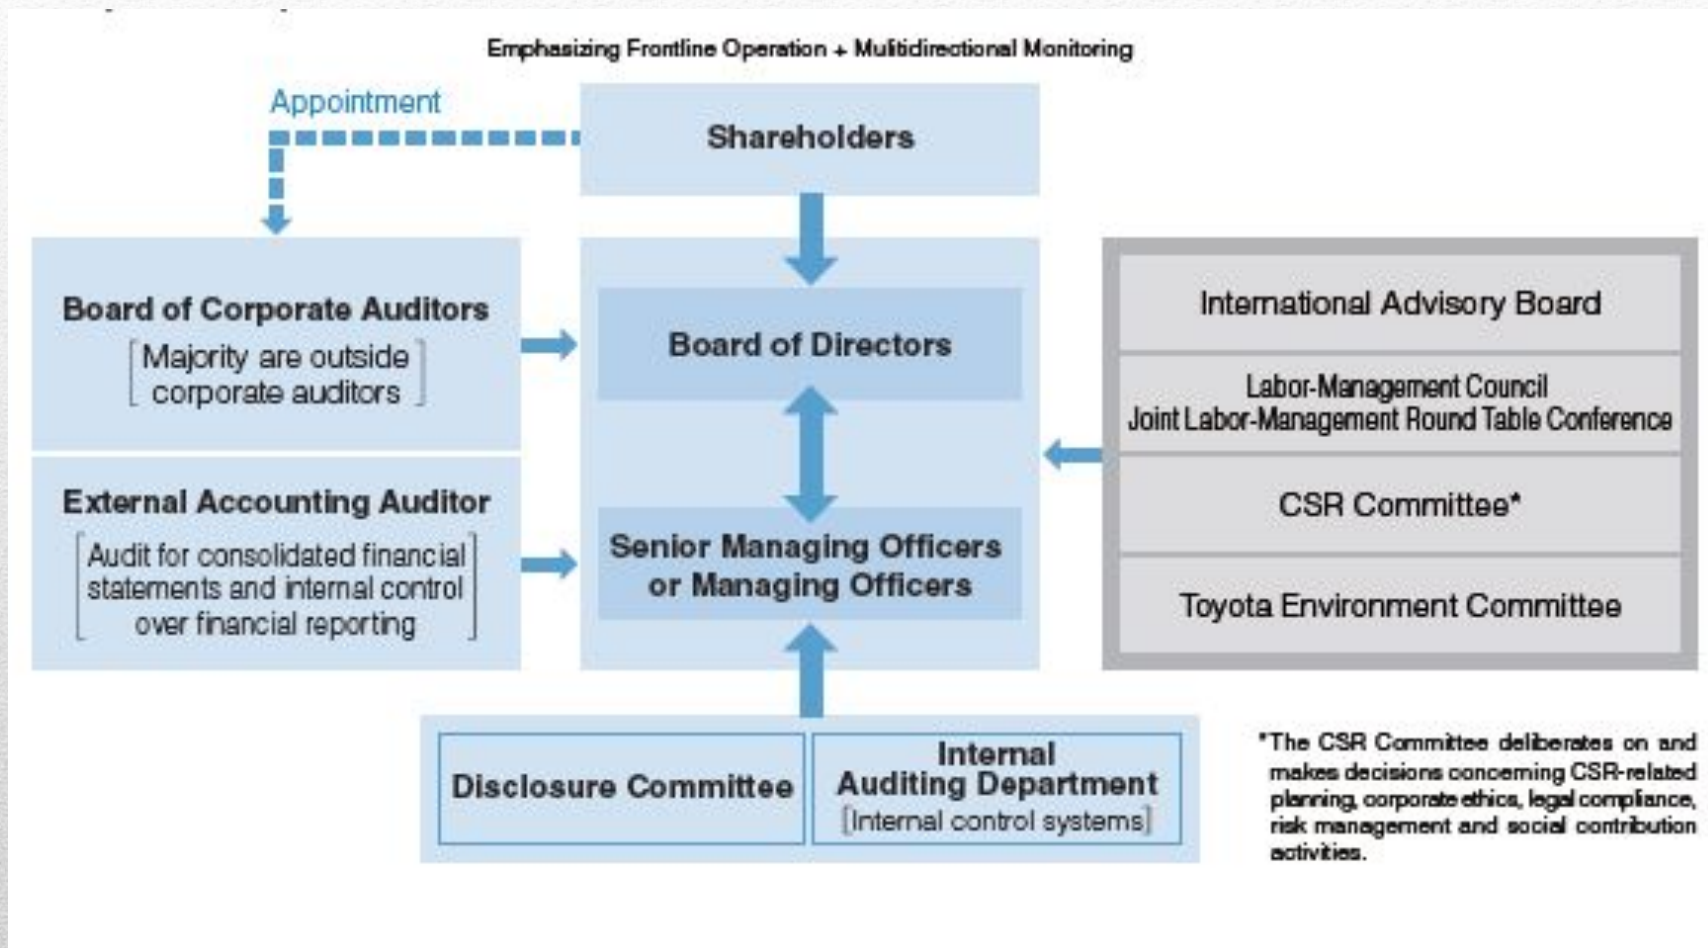 Emphasizing Frontline Operation + Mulitidirectional Monitoring
Appointment
Shareholders
Board of Corporate Auditors
[Majority are outside
corporate auditors]
Board of Directors
International Advisory Board
Labor-Management Council
Joint Labor-Management Round Table Conference
External Accounting Auditor
[Audit for consolidated financial
statements and internal control
over financial reporting]
Senior Managing Officers
or Managing Officers
CSR Committee*
Toyota Environment Committee
Disclosure Committee
Internal
Auditing Department
[Internal control systems]
*The CSR Committee deliberates on and
makes decisions concerning CSR-related
planning, corporate ethics, legal compliance,
risk management and social contribution
activities.